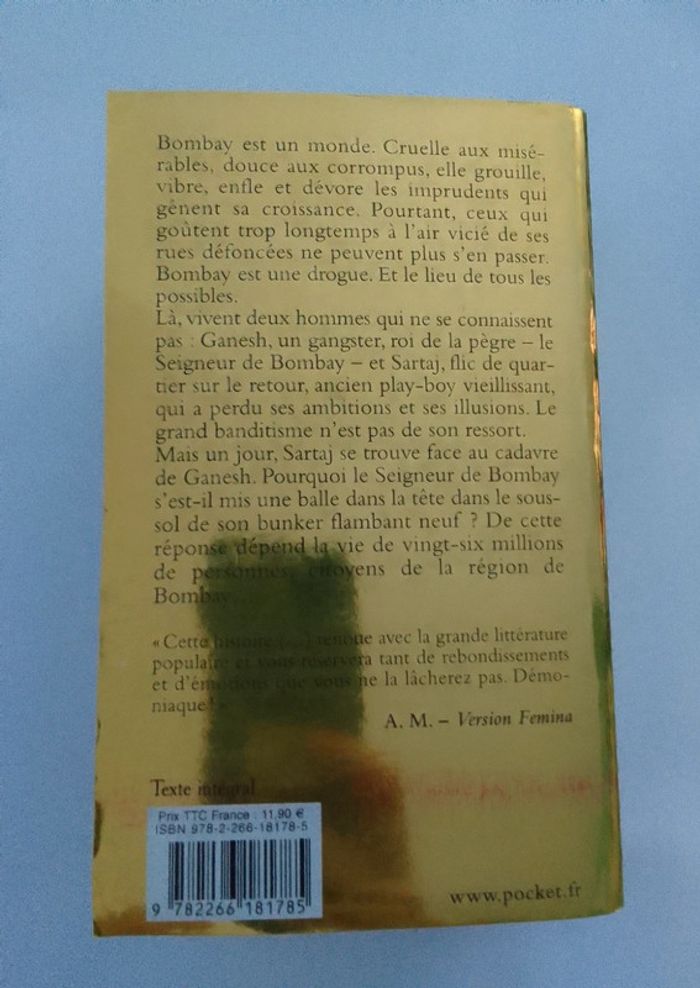 Bombay est un monde. Cruelle aux misé-
rables, douce aux corrompus, elle grouille,
vibre, enfle et dévore les imprudents qui
gênent sa croissance. Pourtant, ceux qui
goûtent trop longtemps à l'air vicié de ses
rues défoncées ne peuvent plus s'en passer.
Bombay est une drogue. Et le lieu de tous les
possibles.
Là, vivent deux hommes qui ne se connaissent
pas : Ganesh, un gangster, roi de la pègre – le
Seigneur de Bombay – et Sartaj, flic de quar-
tier sur le retour, ancien play-boy vieillissant,
qui a perdu ses ambitions et ses illusions. Le
grand banditisme n'est pas de son ressort.
Mais un jour, Sartaj se trouve face au cadavre
de Ganesh. Pourquoi le Seigneur de Bombay
s'est-il mis une balle dans la tête dans le sous-
sol de son bunker flambant neuf ? De cette
réponse dépend la vie de vingt-six millions
de personnes, citoyens de la région de
Bombay...
« Cette histoire (...) renoue avec la grande littérature
populaire et vous réservera tant de rebondissements
et d'émotions que vous ne la lâcherez pas. Démo-
niaque ! »
A. M. – Version Femina
Texte intégral
Prix TTC France : 11,90 €
ISBN 978-2-266-18178-5
9 782266 181785
www.pocket.fr